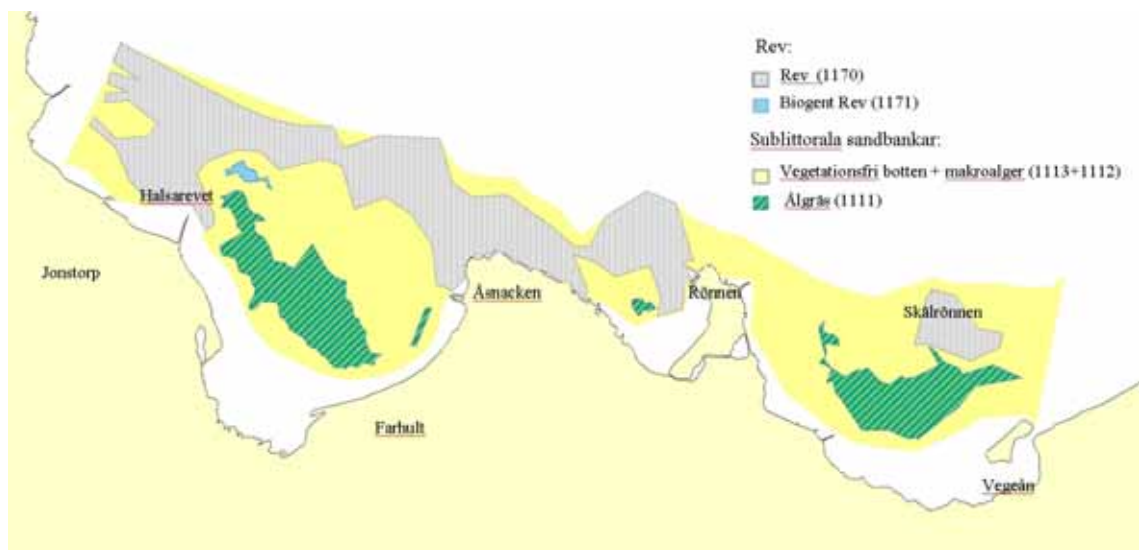 Rev:
Rev (1170)
Biogent Rev (1171)
Sublittorala sandbankar:
Vegetationsfri botten + makroalger (1113+1112)
Ålgräs (1111)
Halsarevet
Jonstorp
Åsnacken
Rönnen
Skälrönnen
Farhult
Vegeån